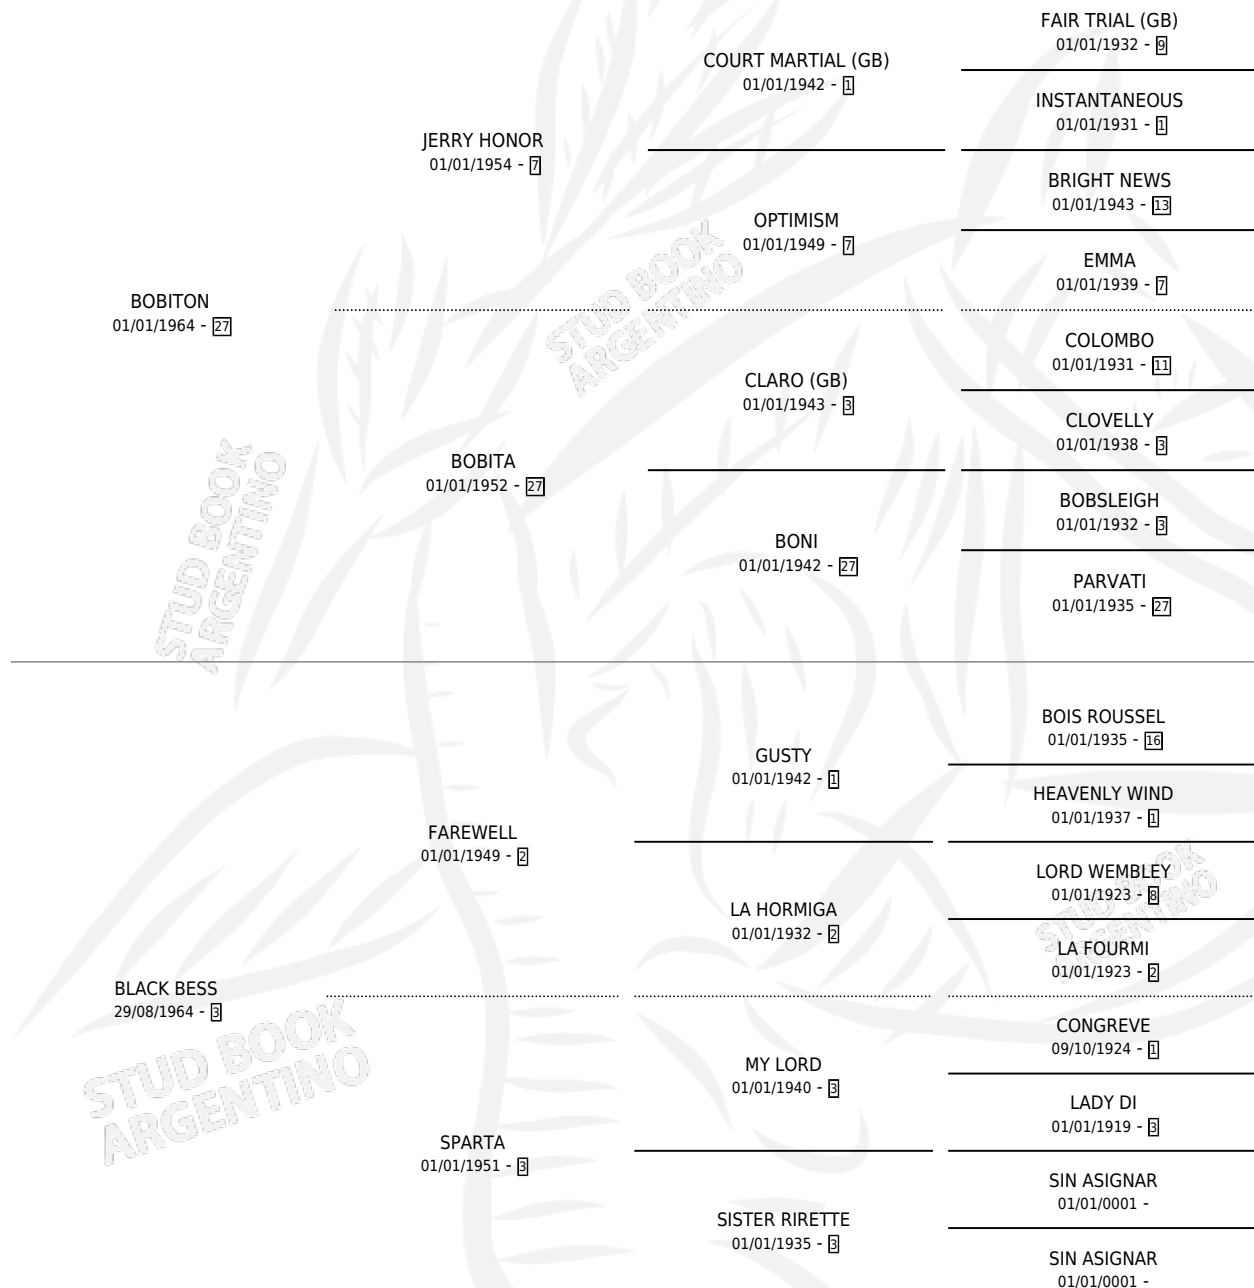 FAIR TRIAL (GB)
01/01/1932 - 9
COURT MARTIAL (GB)
01/01/1942 - 1
INSTANTANEOUS
01/01/1931 - 1
JERRY HONOR
01/01/1954 - 7
BRIGHT NEWS
01/01/1943 - 13
OPTIMISM
01/01/1949 - 7
EMMA
01/01/1939 - 7
BOBITON
01/01/1964 - 27
COLOMBO
01/01/1931 - 11
CLARO (GB)
01/01/1943 - 3
CLOVELLY
01/01/1938 - 3
BOBITA
01/01/1952 - 27
BOBSLEIGH
01/01/1932 - 3
BONI
01/01/1942 - 27
PARVATI
01/01/1935 - 27
BOIS ROUSSEL
01/01/1935 - 16
GUSTY
01/01/1942 - 1
HEAVENLY WIND
01/01/1937 - 1
FAREWELL
01/01/1949 - 2
LORD WEMBLEY
01/01/1923 - 8
LA HORMIGA
01/01/1932 - 2
LA FOURMI
01/01/1923 - 2
BLACK BESS
29/08/1964 - 3
CONGREVE
09/10/1924 - 1
MY LORD
01/01/1940 - 3
LADY DI
01/01/1919 - 3
SPARTA
01/01/1951 - 3
SIN ASIGNAR
01/01/0001 -
SISTER RIRETTE
01/01/1935 - 3
SIN ASIGNAR
01/01/0001 -
STUD BOOK
ARGENTINO
STUD BOOK
ARGENTINO
STUD BOOK
ARGENTINO
STUD BOOK
ARGENTINO